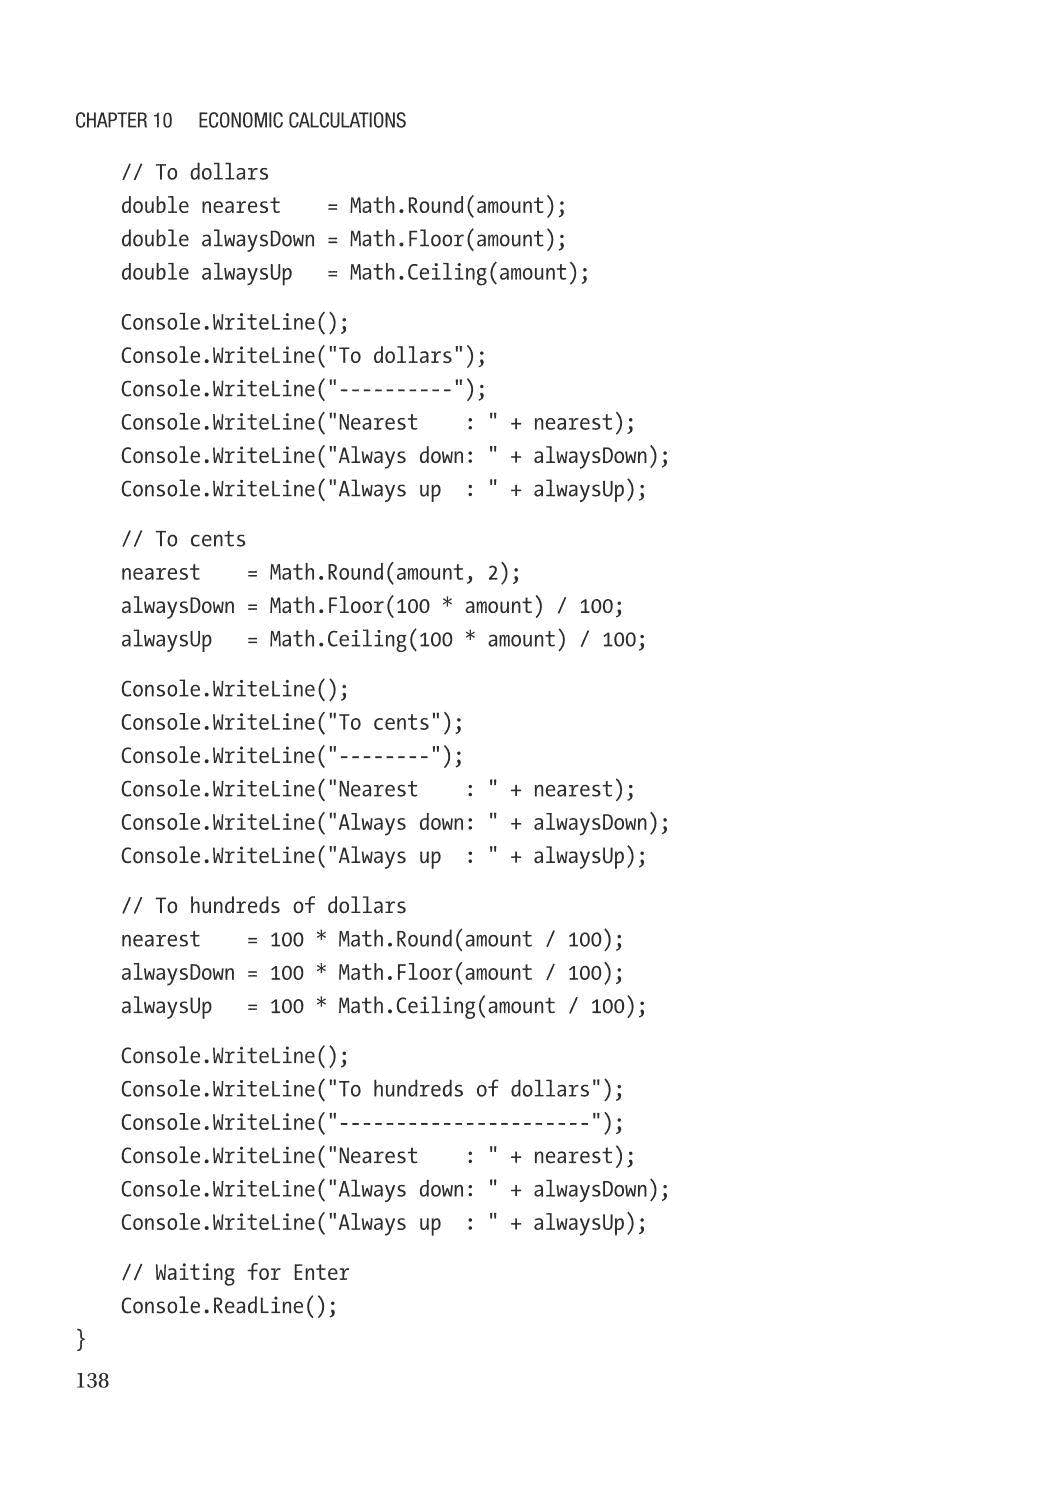 CHAPTER 10 ECONOMIC CALCULATIONS
// To dollars
double nearest    = Math.Round(amount);
double alwaysDown = Math.Floor(amount);
double alwaysUp   = Math.Ceiling(amount);
Console.WriteLine();
Console.WriteLine("To dollars");
Console.WriteLine("----------");
Console.WriteLine("Nearest    : " + nearest);
Console.WriteLine("Always down: " + alwaysDown);
Console.WriteLine("Always up  : " + alwaysUp);
// To cents
nearest    = Math.Round(amount, 2);
alwaysDown = Math.Floor(100 * amount) / 100;
alwaysUp   = Math.Ceiling(100 * amount) / 100;
Console.WriteLine();
Console.WriteLine("To cents");
Console.WriteLine("--------");
Console.WriteLine("Nearest    : " + nearest);
Console.WriteLine("Always down: " + alwaysDown);
Console.WriteLine("Always up  : " + alwaysUp);
// To hundreds of dollars
nearest    = 100 * Math.Round(amount / 100);
alwaysDown = 100 * Math.Floor(amount / 100);
alwaysUp   = 100 * Math.Ceiling(amount / 100);
Console.WriteLine();
Console.WriteLine("To hundreds of dollars");
Console.WriteLine("----------------------");
Console.WriteLine("Nearest    : " + nearest);
Console.WriteLine("Always down: " + alwaysDown);
Console.WriteLine("Always up  : " + alwaysUp);
// Waiting for Enter
Console.ReadLine();
}
138